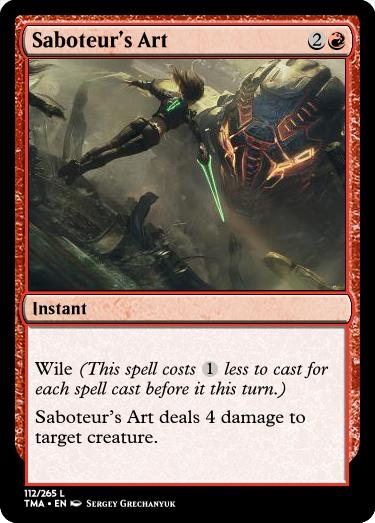 Saboteur's Art 2
Instant
Wile (This spell costs 1 less to cast for
each spell cast before it this turn.)
Saboteur's Art deals 4 damage to
target creature.
112/265 L
TMA • EN Sergey Grechanyuk